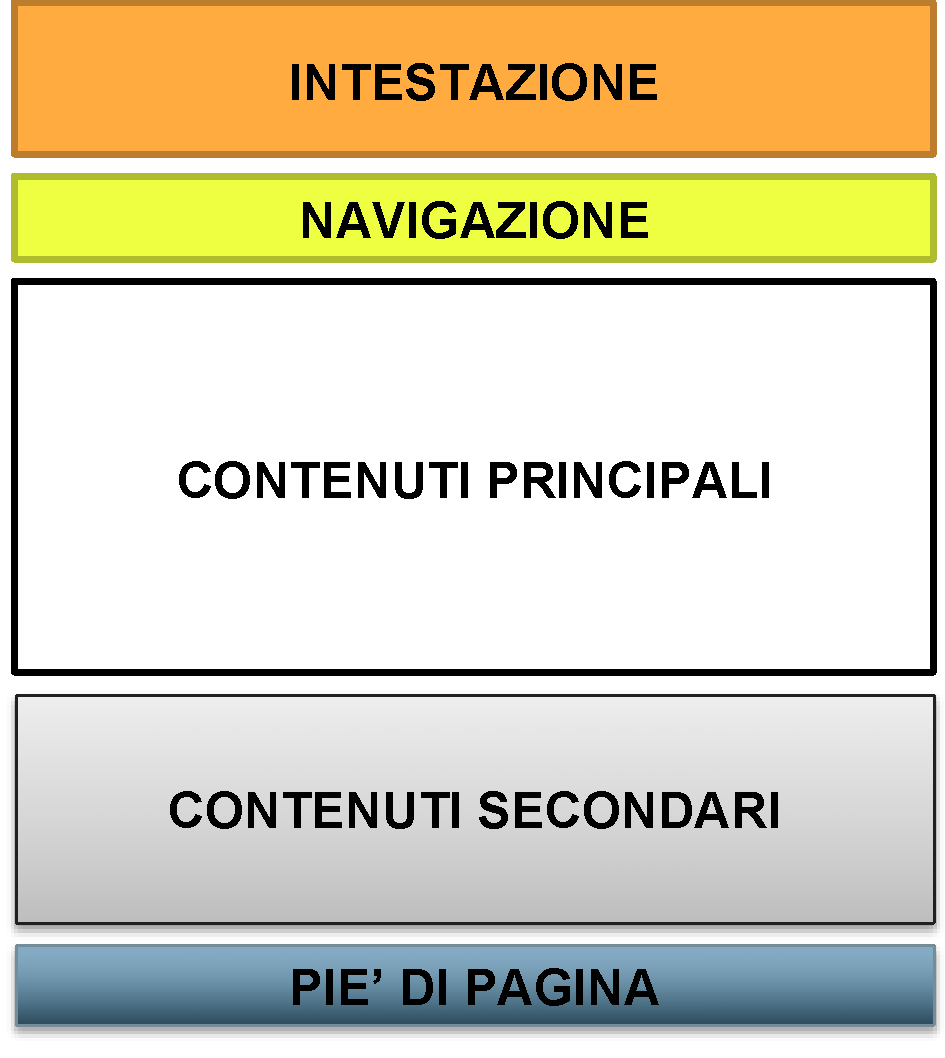 INTESTAZIONE
NAVIGAZIONE
CONTENUTI PRINCIPALI
CONTENUTI SECONDARI
PIE’ DI PAGINA